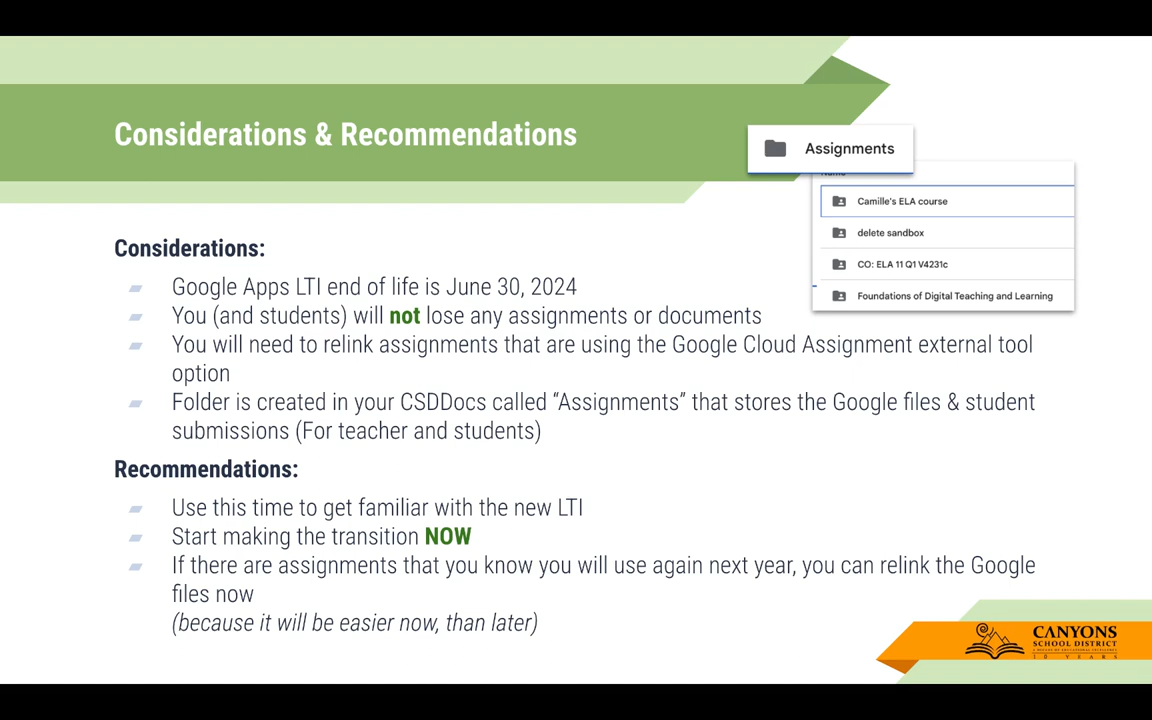 Considerations & Recommendations
Assignments
Name
Camille's ELA course
delete sandbox
CO: ELA 11 Q1 V4231c
Foundations of Digital Teaching and Learning
Considerations:
Google Apps LTI end of life is June 30, 2024
You (and students) will not lose any assignments or documents
You will need to relink assignments that are using the Google Cloud Assignment external tool
option
Folder is created in your CSDDocs called “Assignments” that stores the Google files & student
submissions (For teacher and students)
Recommendations:
Use this time to get familiar with the new LTI
Start making the transition NOW
If there are assignments that you know you will use again next year, you can relink the Google
files now
(because it will be easier now, than later)
CANYONS
SCHOOL DISTRICT
10 YEARS